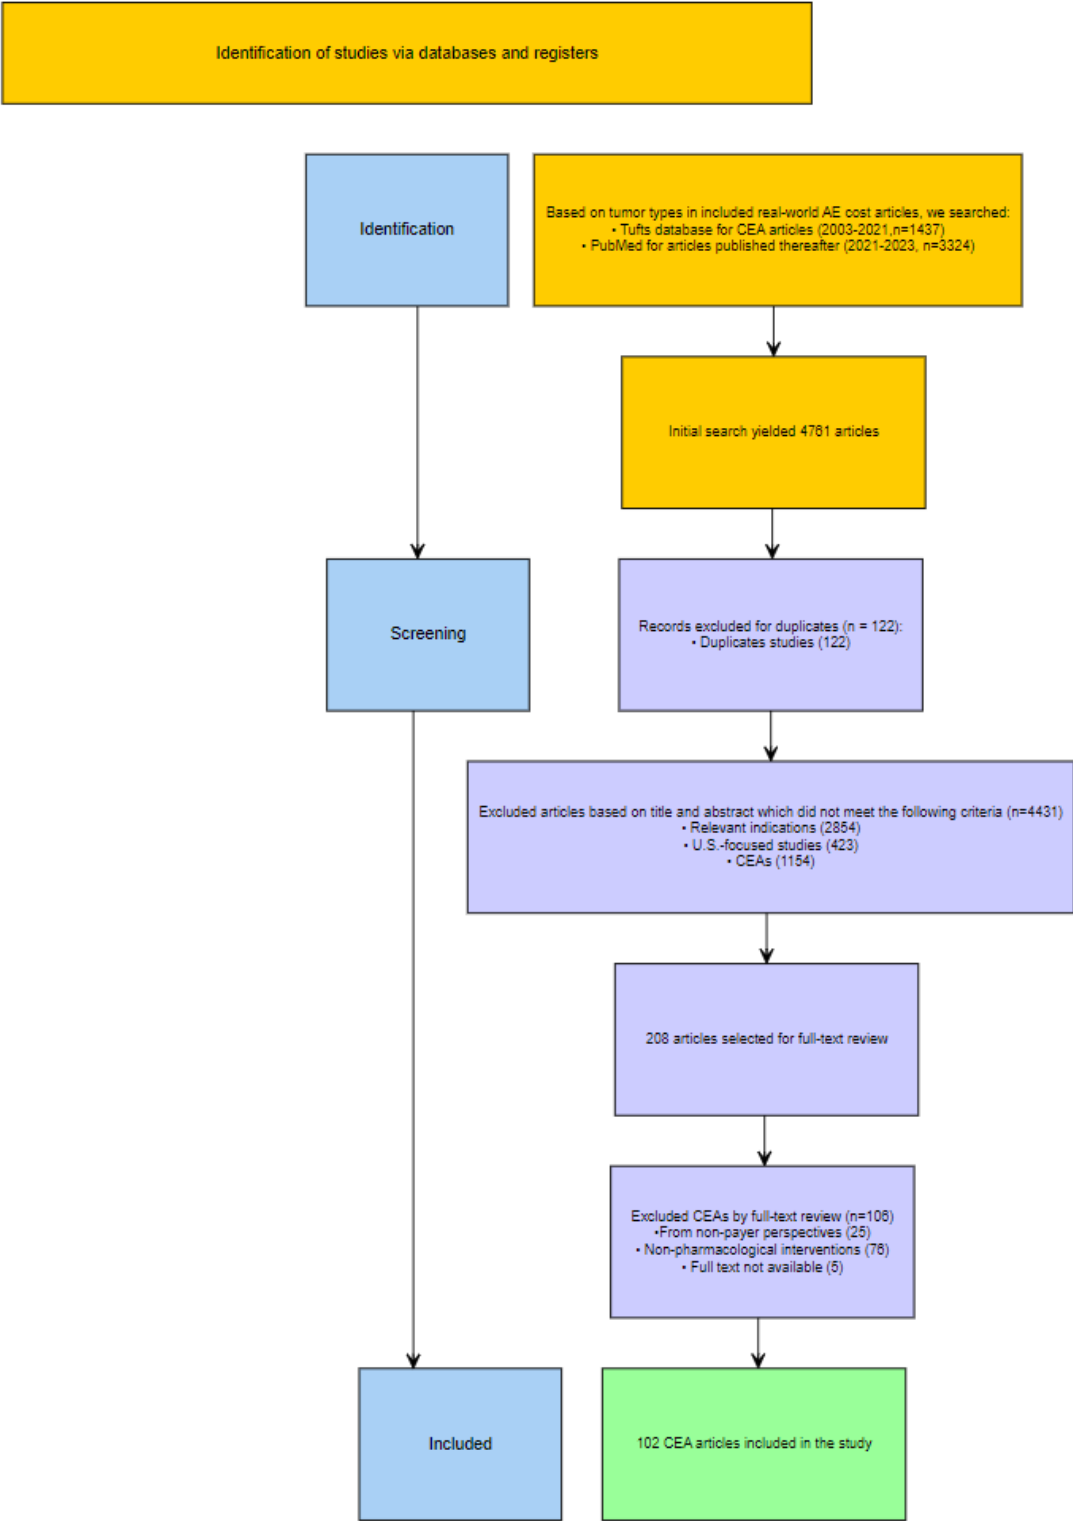 Identification of studies via databases and registers
Identification
Based on tumor types in included real-world AE cost articles, we searched:
• Tufts database for CEA articles (2003-2021,n=1437)
• PubMed for articles published thereafter (2021-2023, n=3324)
Initial search yielded 4761 articles
Screening
Records excluded for duplicates (n = 122):
• Duplicates studies (122)
Excluded articles based on title and abstract which did not meet the following criteria (n=4431)
• Relevant indications (2854)
• U.S.-focused studies (423)
• CEAs (1154)
208 articles selected for full-text review
Excluded CEAs by full-text review (n=106)
•From non-payer perspectives (25)
• Non-pharmacological interventions (76)
• Full text not available (5)
Included
102 CEA articles included in the study